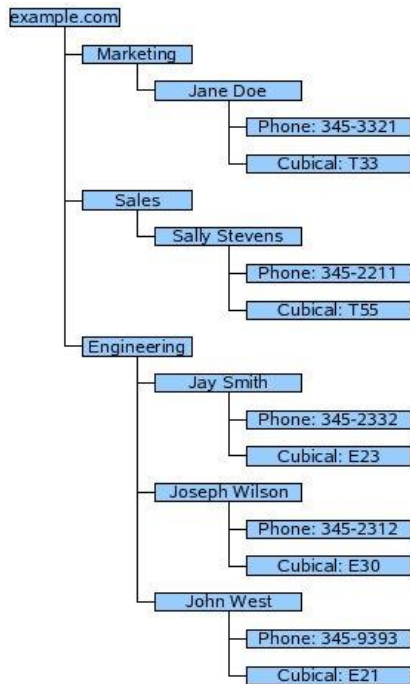 example.com
Marketing
Jane Doe
Phone: 345-3321
Cubical: T33
Sales
Sally Stevens
Phone: 345-2211
Cubical: T55
Engineering
Jay Smith
Phone: 345-2332
Cubical: E23
Joseph Wilson
Phone: 345-2312
Cubical: E30
John West
Phone: 345-9393
Cubical: E21